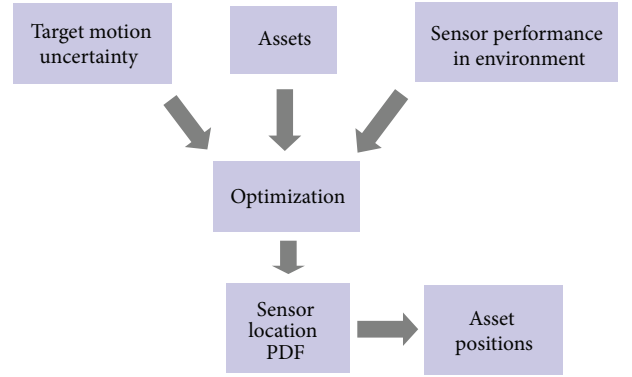 Target motion
uncertainty
Assets
Sensor performance
in environment
Optimization
Sensor
location
PDF
Asset
positions